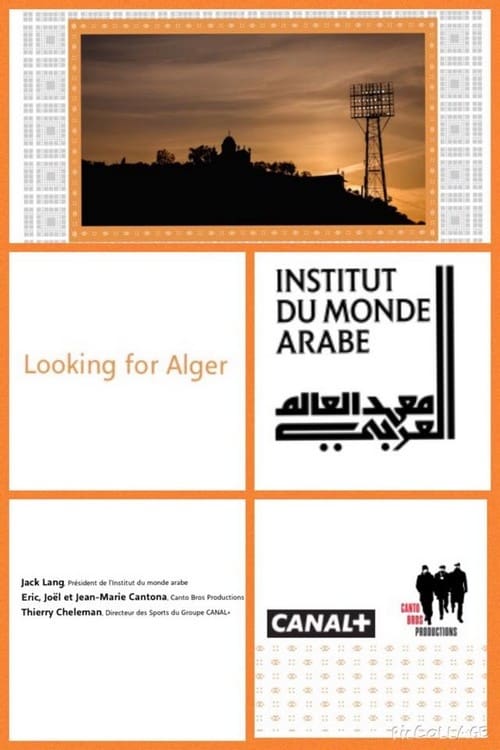 Looking for Alger
INSTITUT
DU MONDE
ARABE
معهد العالم
العربي
Jack Lang, Président de l'Institut du monde arabe
Eric, Joël et Jean-Marie Cantona, Canto Bros Productions
Thierry Cheleman, Directeur des Sports du Groupe CANAL+
CANAL+
CANTO
BROS
PRODUCTIONS
PicCOLLAGE